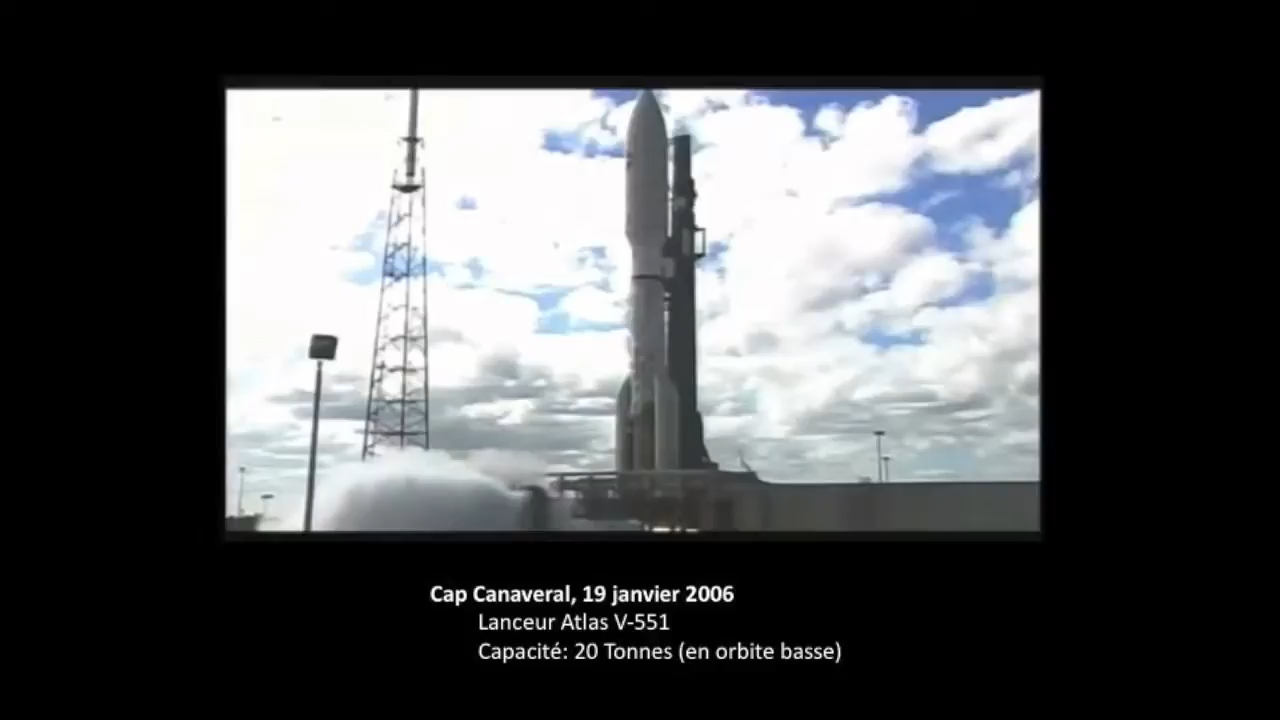 Cap Canaveral, 19 janvier 2006
Lanceur Atlas V-551
Capacité: 20 Tonnes (en orbite basse)